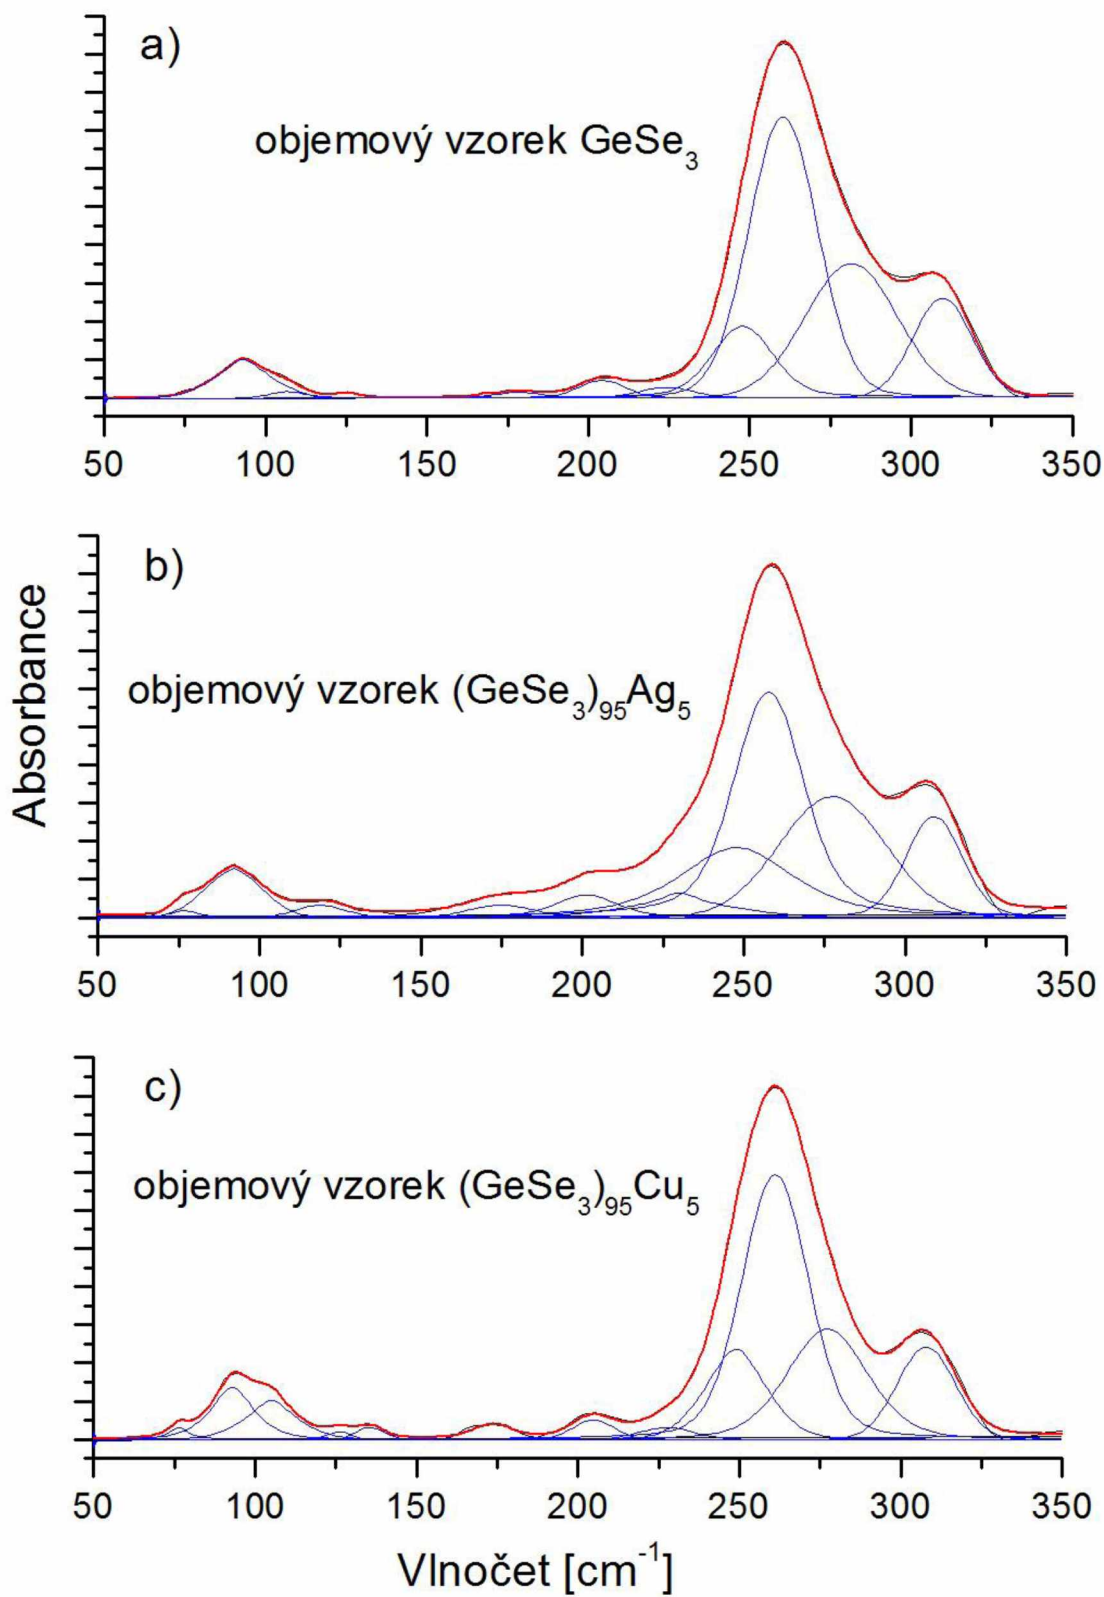 a)
objemový vzorek GeSe₃
50 100 150 200 250 300 350
b)
objemový vzorek (GeSe₃)₉₅Ag₅
50 100 150 200 250 300 350
Absorbance
c)
objemový vzorek (GeSe₃)₉₅Cu₅
50 100 150 200 250 300 350
Vlnočet [cm⁻¹]